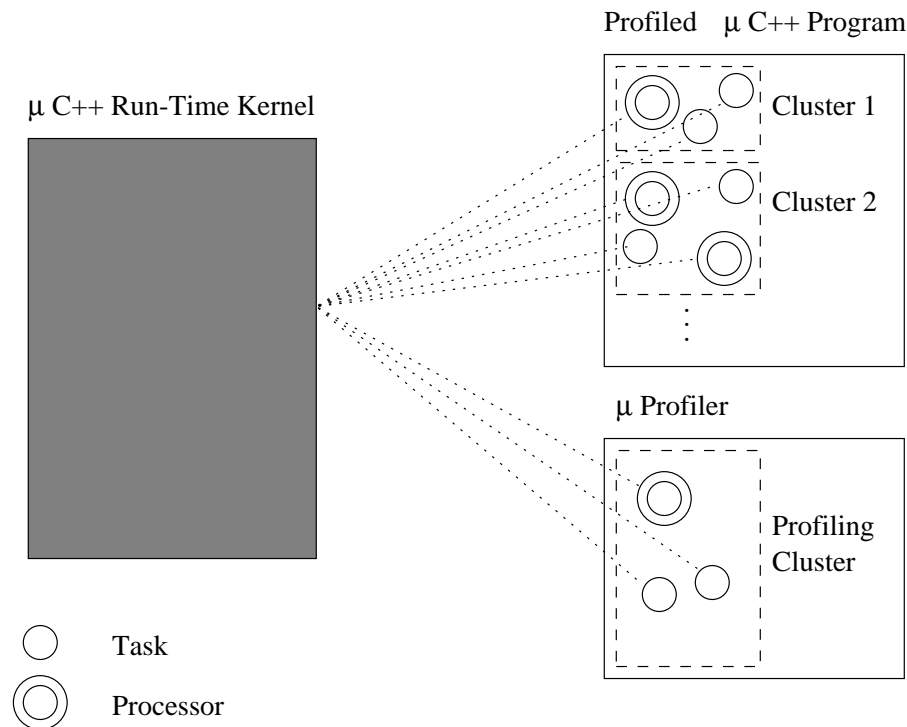 Profiled μ C++ Program
μ C++ Run-Time Kernel
Cluster 1
Cluster 2
μ Profiler
Profiling
Cluster
Task
Processor